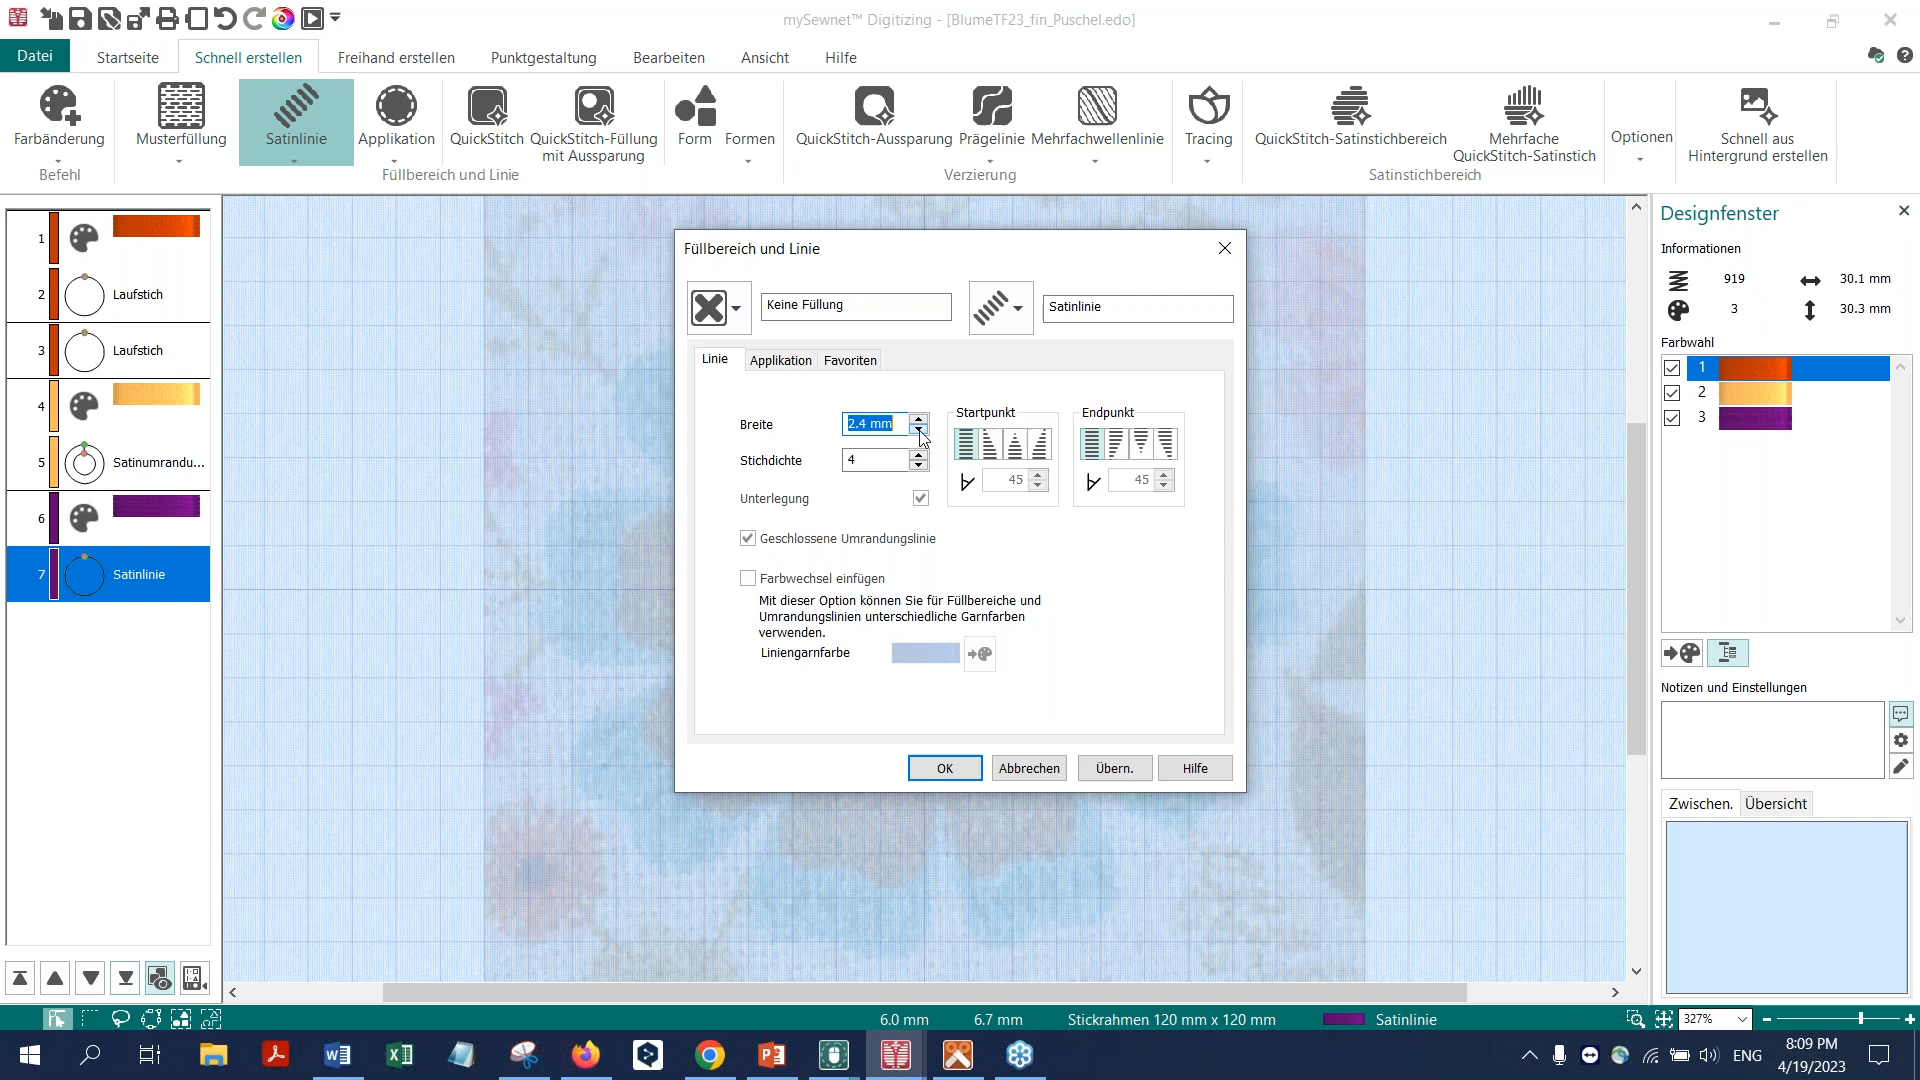 mySewnet™ Digitizing - [BlumeTF23_fin_Puschel.edo]
Datei
Startseite
Schnell erstellen
Freihand erstellen
Punktgestaltung
Bearbeiten
Ansicht
Hilfe
Farbänderung
Befehl
Musterfüllung
Satinlinie
Applikation
QuickStitch
QuickStitch-Füllung
mit Aussparung
Form
Formen
Füllbereich und Linie
QuickStitch-Aussparung
Prägelinie
Mehrfachwellenlinie
Verzierung
Tracing
QuickStitch-Satinstichbereich
Mehrfache
QuickStitch-Satinstich
Satinstichbereich
Optionen
Schnell aus
Hintergrund erstellen
1
2 Laufstich
3 Laufstich
4
5 Satinumrandu...
6
7 Satinlinie
Füllbereich und Linie
Keine Füllung
Satinlinie
Linie
Applikation
Favoriten
Breite
2.4 mm
Stichdichte
4
Unterlegung
Startpunkt
45
Endpunkt
45
Geschlossene Umrandungslinie
Farbwechsel einfügen
Mit dieser Option können Sie für Füllbereiche und
Umrandungslinien unterschiedliche Garnfarben
verwenden.
Liniengarnfarbe
OK
Abbrechen
Übern.
Hilfe
Designfenster
Informationen
919
30.1 mm
3
30.3 mm
Farbwahl
1
2
3
Notizen und Einstellungen
Zwischen.
Übersicht
6.0 mm
6.7 mm
Stickrahmen 120 mm x 120 mm
Satinlinie
327%
ENG
8:09 PM
4/19/2023